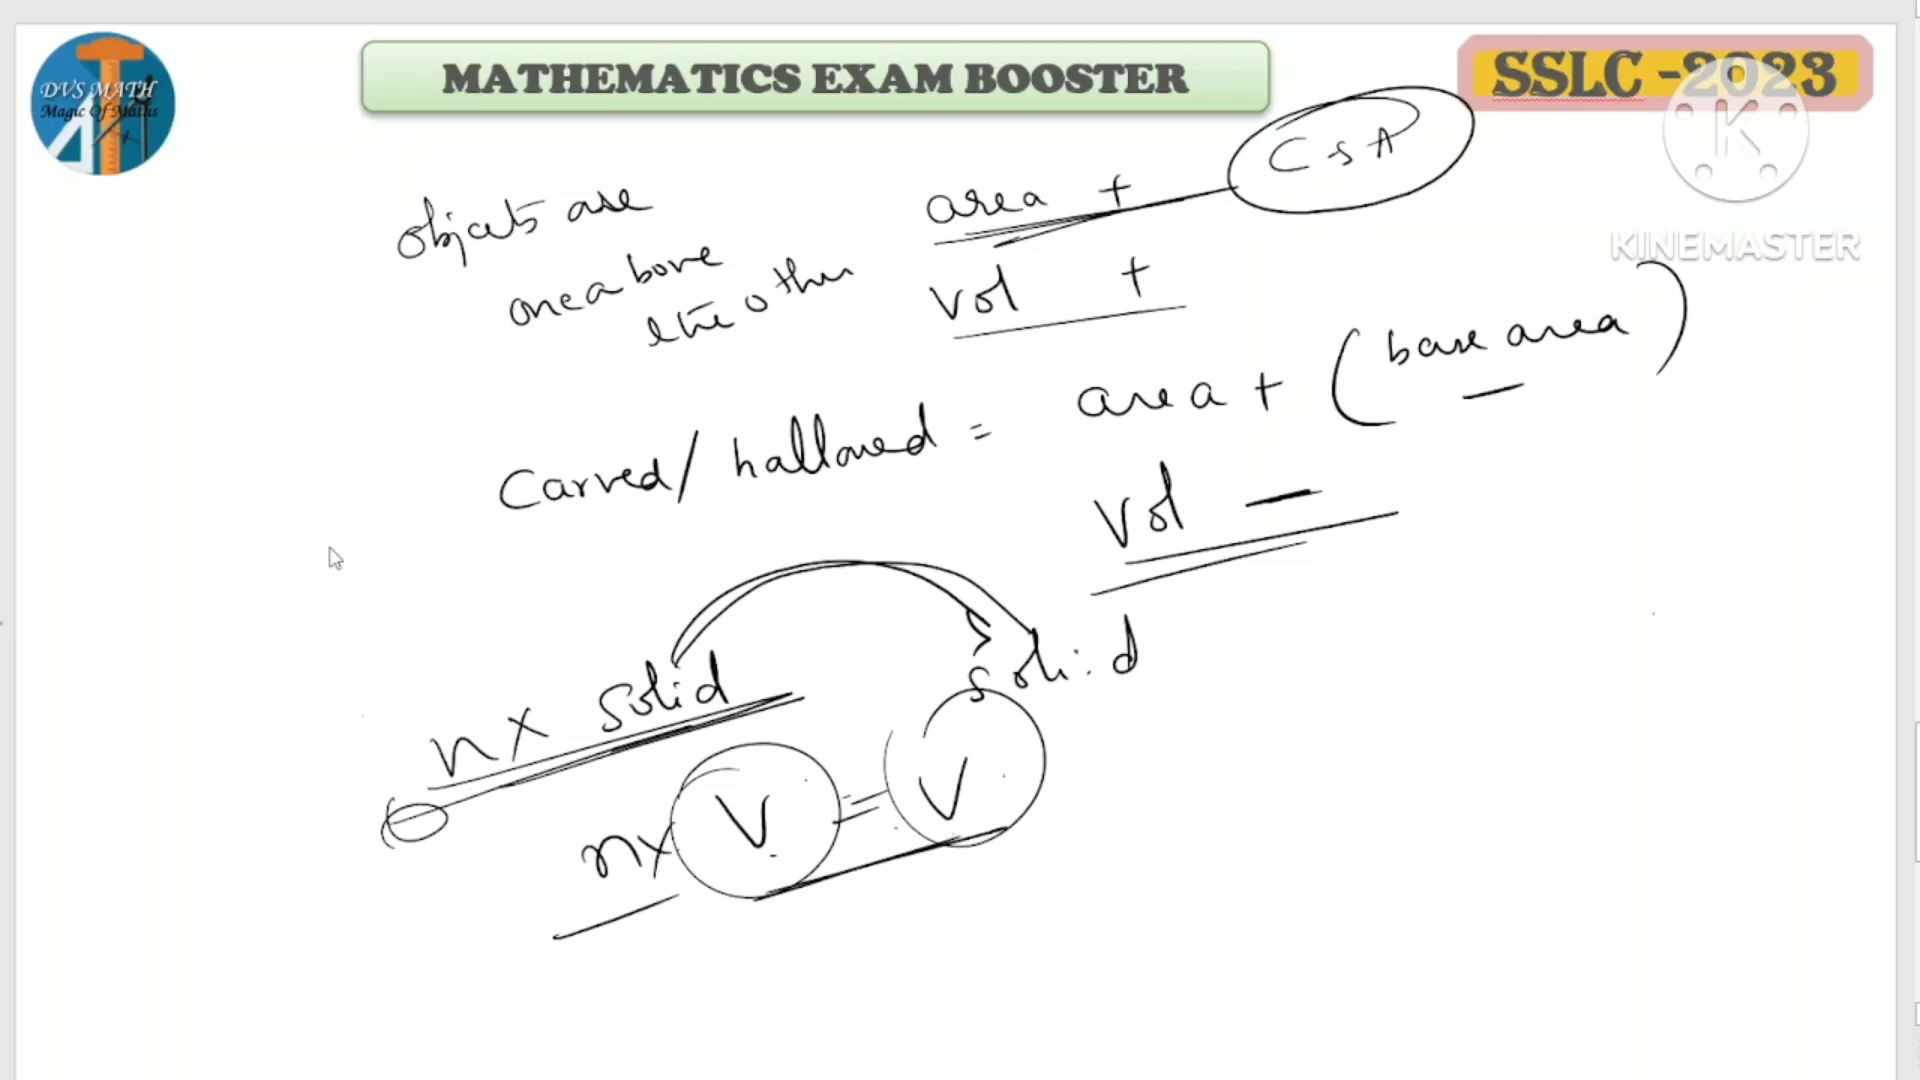 DVS MATH
Magic Of Maths
MATHEMATICS EXAM BOOSTER
SSLC -2023
K
KINEMASTER
objects are
one above
the other
area + CSA
vol +
Carved/hallowed = area + (base area)
-
Vol -
n x solid solid
n x V = V